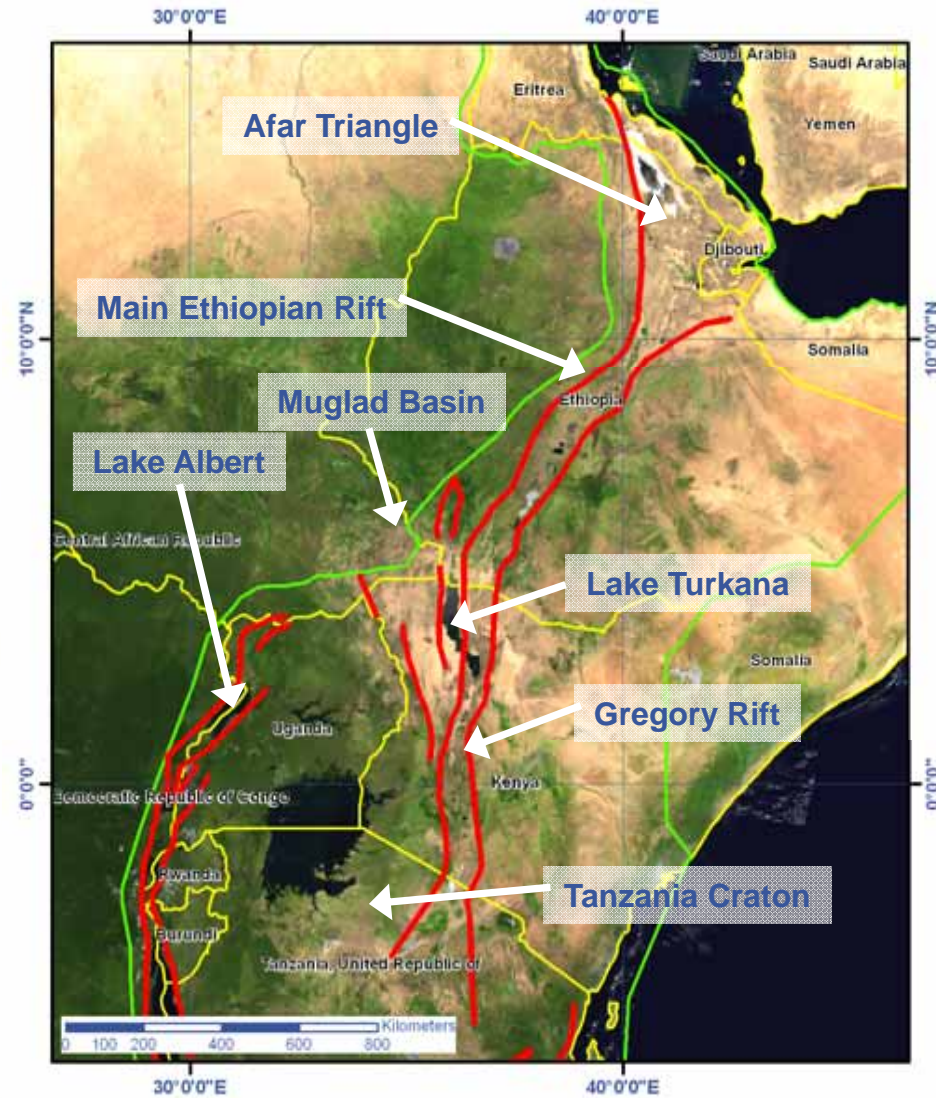 30°0'0"E
40°0'0"E
Saudi Arabia
Saudi Arabia
Eritrea
Afar Triangle
Yemen
Djibouti
Main Ethiopian Rift
10°0'0"N
10°0'0"N
Somalia
Muglad Basin
Ethiopia
Lake Albert
Central African Republic
Lake Turkana
Somalia
Gregory Rift
Uganda
Kenya
0°0'0"
0°0'0"
Democratic Republic of Congo
Rwanda
Tanzania Craton
Burundi
Tanzania, United Republic of
Kilometers
0 100 200 400 600 800
30°0'0"E
40°0'0"E